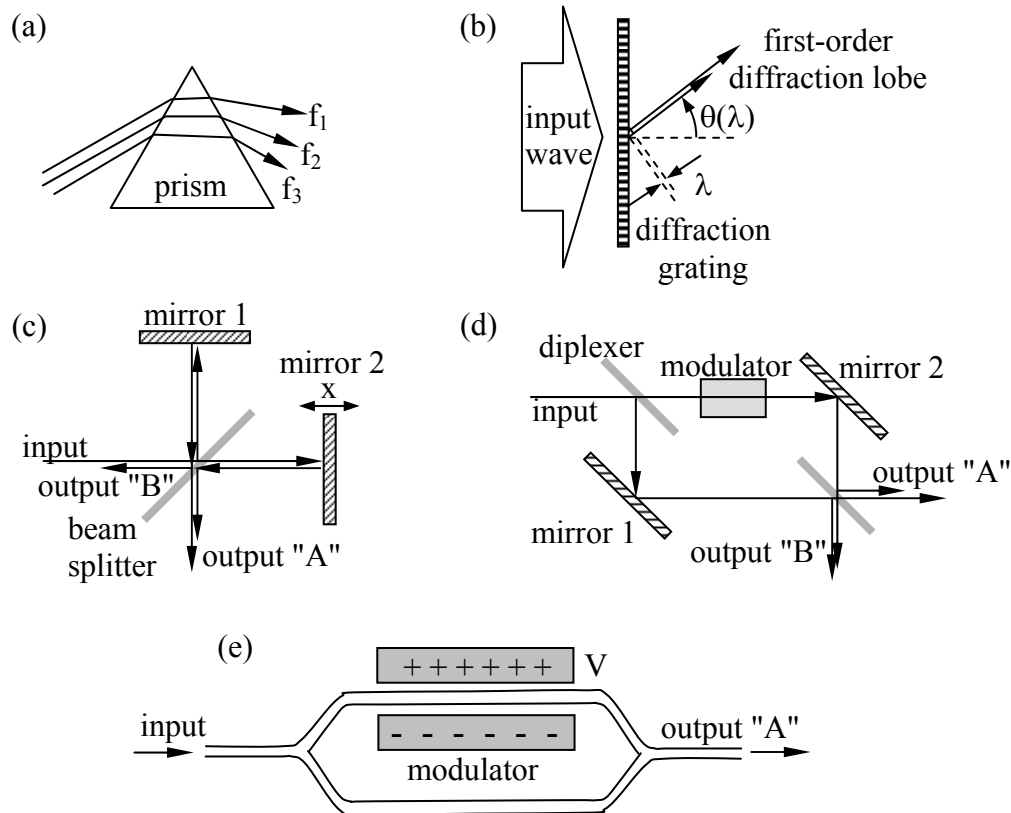 (a)
f₁
f₂
f₃
prism
(b)
first-order
diffraction lobe
input
wave
θ(λ)
λ
diffraction
grating
(c)
mirror 1
mirror 2
x
input
output "B"
beam
splitter
output "A"
(d)
diplexer
modulator
mirror 2
input
mirror 1
output "A"
output "B"
(e)
+ + + + + +
V
input
- - - - - -
modulator
output "A"